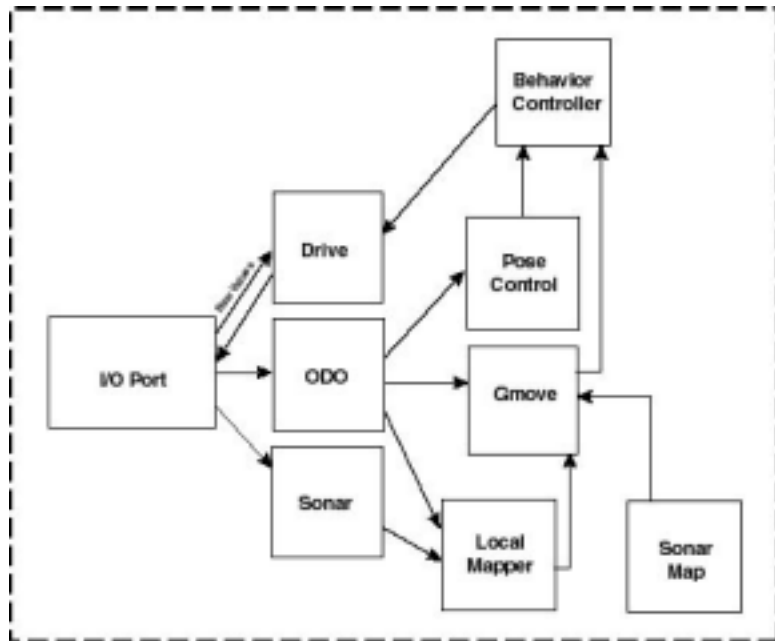 Behavior
Controller
Drive
Pose
Control
I/O Port
ODO
Gmove
Sonar
Local
Mapper
Sonar
Map